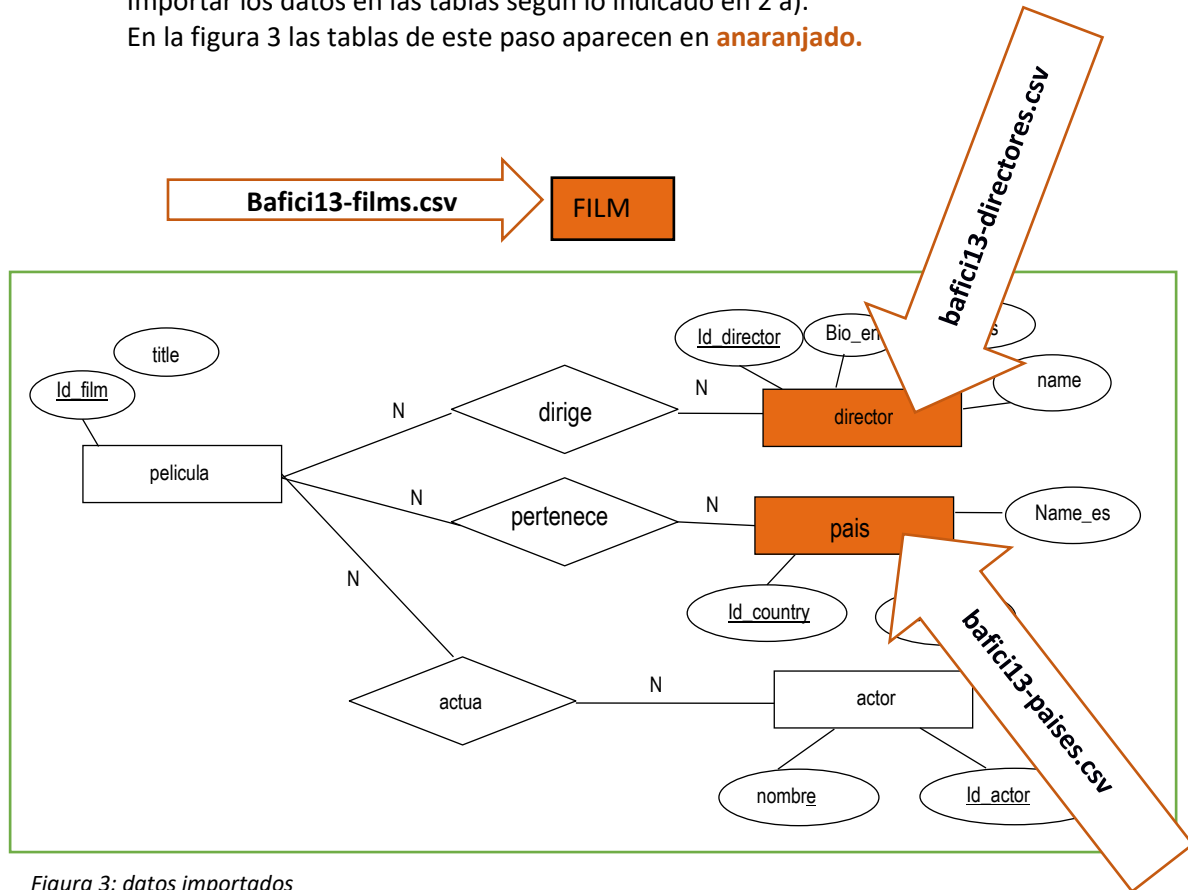 Importar los datos en las tablas según lo indicado en 2 a).
En la figura 3 las tablas de este paso aparecen en anaranjado.
bafici13-directores.csv
Bafici13-films.csv
FILM
title
Id_film
Id_director
Bio_en
s
name
N
N
dirige
director
pelicula
N
N
pertenece
pais
Name_es
N
Id_country
bafici13-paises.csv
N
actua
actor
nombre
Id_actor
Figura 3: datos importados